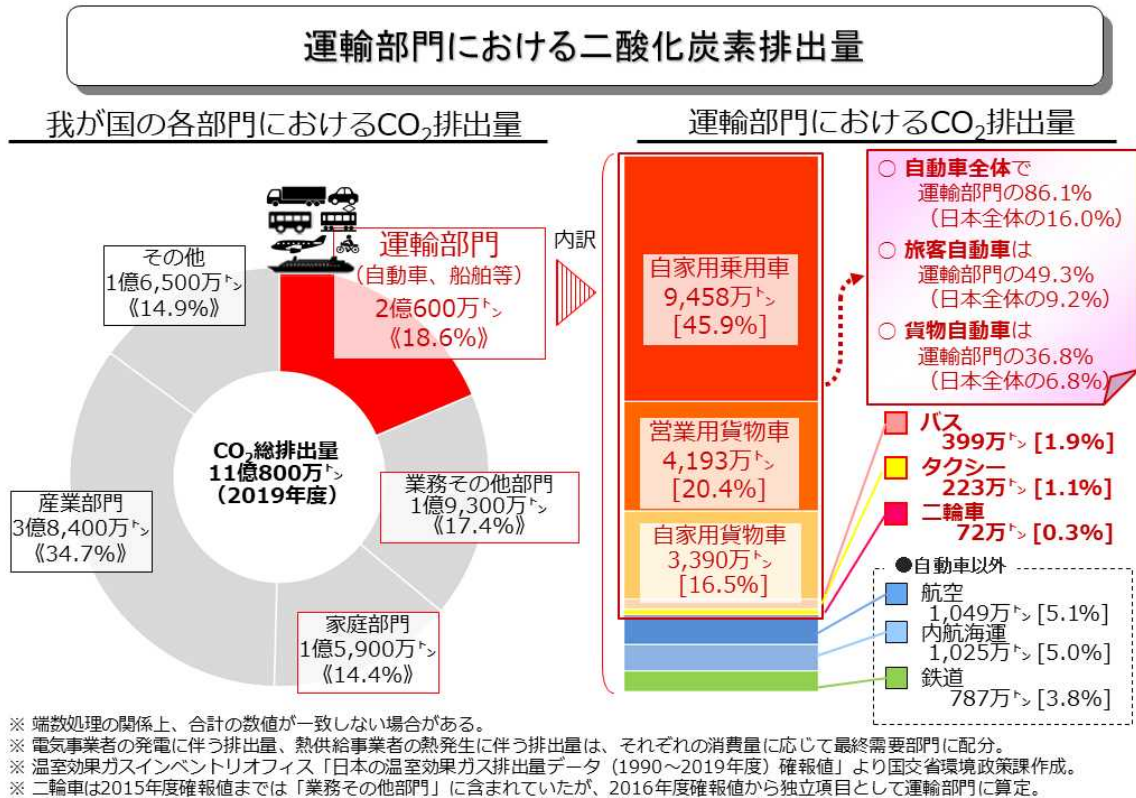 運輸部門における二酸化炭素排出量
我が国の各部門におけるCO₂排出量
その他
1億6,500万㌧
《14.9%》
運輸部門
（自動車、船舶等）
2億600万㌧
《18.6%》
CO₂総排出量
11億800万㌧
（2019年度）
産業部門
3億8,400万㌧
《34.7%》
業務その他部門
1億9,300万㌧
《17.4%》
家庭部門
1億5,900万㌧
《14.4%》
内訳
運輸部門におけるCO₂排出量
自家用乗用車
9,458万㌧
[45.9%]
営業用貨物車
4,193万㌧
[20.4%]
自家用貨物車
3,390万㌧
[16.5%]
○ 自動車全体で
運輸部門の86.1%
（日本全体の16.0%）
○ 旅客自動車は
運輸部門の49.3%
（日本全体の9.2%）
○ 貨物自動車は
運輸部門の36.8%
（日本全体の6.8%）
バス
399万㌧ [1.9%]
タクシー
223万㌧ [1.1%]
二輪車
72万㌧ [0.3%]
●自動車以外
航空
1,049万㌧ [5.1%]
内航海運
1,025万㌧ [5.0%]
鉄道
787万㌧ [3.8%]
※ 端数処理の関係上、合計の数値が一致しない場合がある。
※ 電気事業者の発電に伴う排出量、熱供給事業者の熱発生に伴う排出量は、それぞれの消費量に応じて最終需要部門に配分。
※ 温室効果ガスインベントリオフィス「日本の温室効果ガス排出量データ（1990～2019年度）確報値」より国交省環境政策課作成。
※ 二輪車は2015年度確報値までは「業務その他部門」に含まれていたが、2016年度確報値から独立項目として運輸部門に算定。